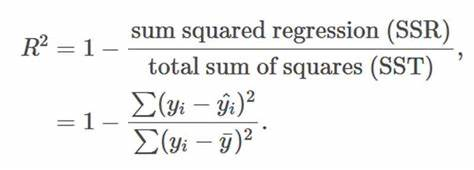 R² = 1 − sum squared regression (SSR) / total sum of squares (SST) ,
= 1 − ∑(yᵢ − ŷᵢ)² / ∑(yᵢ − ȳ)² .